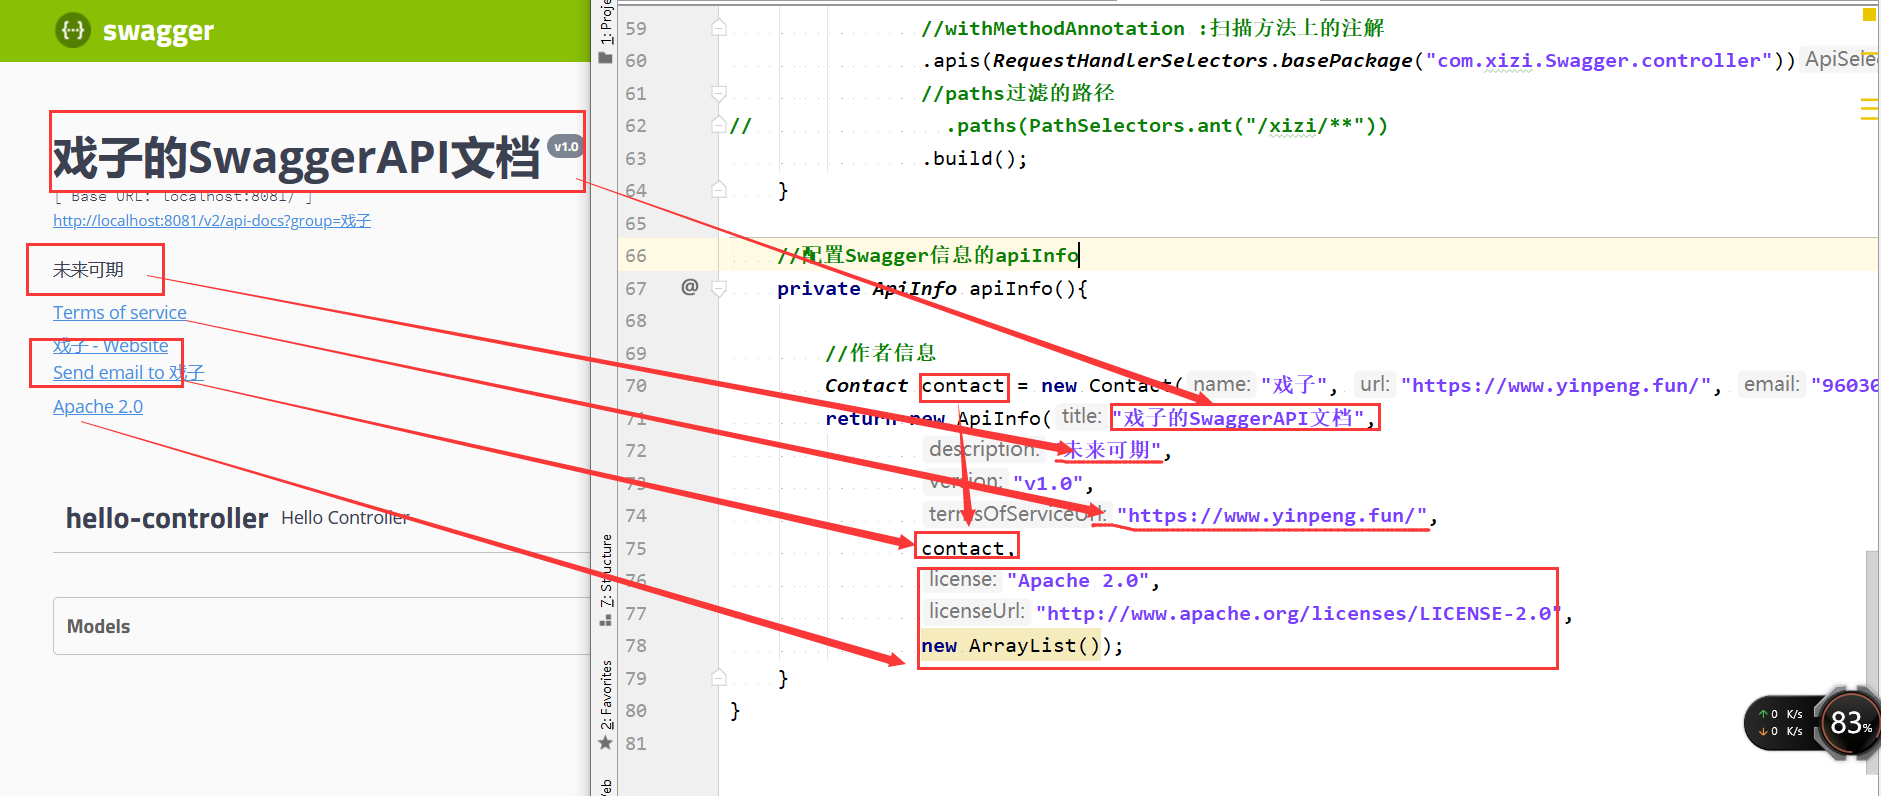 swagger
戏子的SwaggerAPI文档 v1.0
[ Base URL: localhost:8081/ ]
http://localhost:8081/v2/api-docs?group=戏子
未来可期
Terms of service
戏子 - Website
Send email to 戏子
Apache 2.0
hello-controller Hello Controller
Models
1: Proje
7: Structure
2: Favorites
59 //withMethodAnnotation :扫描方法上的注解
60 .apis(RequestHandlerSelectors.basePackage("com.xizi.Swagger.controller")) ApiSele
61 //paths过滤的路径
62 // .paths(PathSelectors.ant("/xizi/**"))
63 .build();
64 }
65
66 //配置Swagger信息的apiInfo
67 @ private ApiInfo apiInfo(){
68
69 //作者信息
70 Contact contact = new Contact( name: "戏子", url: "https://www.yinpeng.fun/", email: "9603
71 return new ApiInfo( title: "戏子的SwaggerAPI文档",
72 description: "未来可期",
73 version: "v1.0",
74 termsOfServiceUrl: "https://www.yinpeng.fun/",
75 contact,
76 license: "Apache 2.0",
77 licenseUrl: "http://www.apache.org/licenses/LICENSE-2.0",
78 new ArrayList());
79 }
80 }
81
↑ 0 K/s
↓ 0 K/s
83%